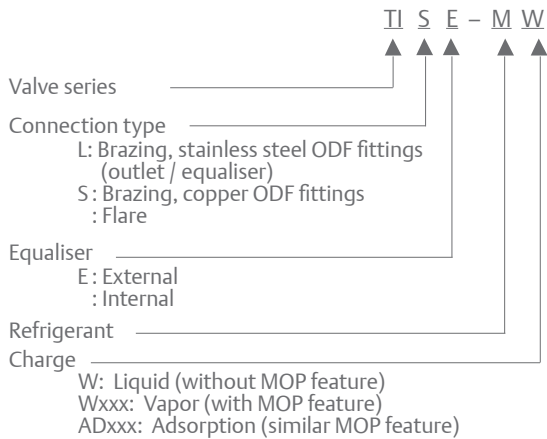 TI S E – M W
Valve series
Connection type
L: Brazing, stainless steel ODF fittings
(outlet / equaliser)
S : Brazing, copper ODF fittings
: Flare
Equaliser
E : External
: Internal
Refrigerant
Charge
W: Liquid (without MOP feature)
Wxxx: Vapor (with MOP feature)
ADxxx: Adsorption (similar MOP feature)